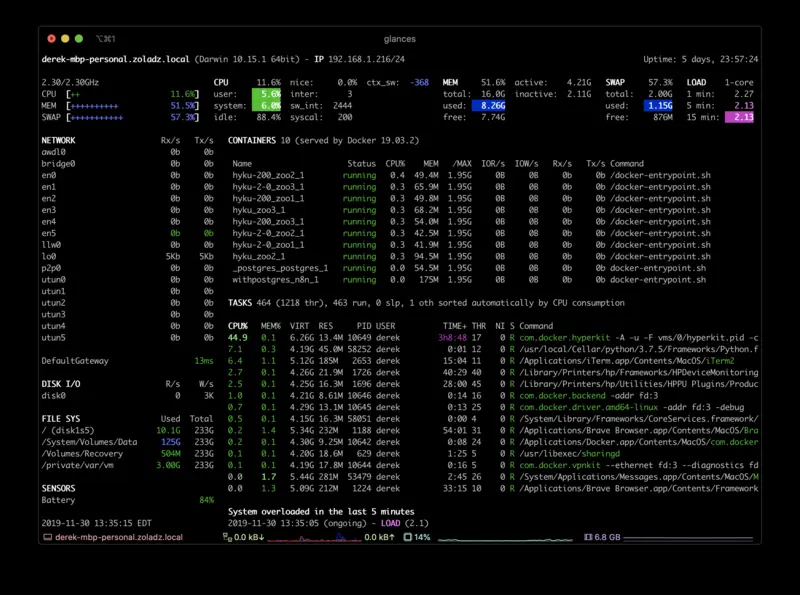 ⌥⌘1 glances
derek-mbp-personal.zoladz.local (Darwin 10.15.1 64bit) - IP 192.168.1.216/24 Uptime: 5 days, 23:57:24
2.30/2.30GHz CPU 11.6% nice: 0.0% ctx_sw: -368 MEM 51.6% active: 4.21G SWAP 57.3% LOAD 1-core
CPU [++ 11.6%] user: 5.6% inter: 3 total: 16.0G inactive: 2.11G total: 2.00G 1 min: 2.27
MEM [++++++++++ 51.5%] system: 6.0% sw_int: 2444 used: 8.26G used: 1.15G 5 min: 2.13
SWAP [+++++++++++ 57.3%] idle: 88.4% syscal: 200 free: 7.74G free: 876M 15 min: 2.13
NETWORK Rx/s Tx/s CONTAINERS 10 (served by Docker 19.03.2)
awdl0 0b 0b
bridge0 0b 0b Name Status CPU% MEM /MAX IOR/s IOW/s Rx/s Tx/s Command
en0 0b 0b hyku-200_zoo2_1 running 0.4 49.4M 1.95G 0B 0B 0b 0b /docker-entrypoint.sh
en1 0b 0b hyku-2-0_zoo3_1 running 0.3 65.9M 1.95G 0B 0B 0b 0b /docker-entrypoint.sh
en2 0b 0b hyku-200_zoo1_1 running 0.3 49.8M 1.95G 0B 0B 0b 0b /docker-entrypoint.sh
en3 0b 0b hyku_zoo3_1 running 0.3 68.2M 1.95G 0B 0B 0b 0b /docker-entrypoint.sh
en4 0b 0b hyku-200_zoo3_1 running 0.3 54.0M 1.95G 0B 0B 0b 0b /docker-entrypoint.sh
en5 0b 0b hyku-2-0_zoo2_1 running 0.3 42.5M 1.95G 0B 0B 0b 0b /docker-entrypoint.sh
llw0 0b 0b hyku-2-0_zoo1_1 running 0.3 41.9M 1.95G 0B 0B 0b 0b /docker-entrypoint.sh
lo0 5Kb 5Kb hyku_zoo2_1 running 0.3 94.5M 1.95G 0B 0B 0b 0b /docker-entrypoint.sh
p2p0 0b 0b _postgres_postgres_1 running 0.0 54.5M 1.95G 0B 0B 0b 0b docker-entrypoint.sh
utun0 0b 0b withpostgres_n8n_1 running 0.0 175M 1.95G 0B 0B 0b 0b docker-entrypoint.sh
utun1 0b 0b
utun2 0b 0b TASKS 464 (1218 thr), 463 run, 0 slp, 1 oth sorted automatically by CPU consumption
utun3 0b 0b
utun4 0b 0b CPU% MEM% VIRT RES PID USER TIME+ THR NI S Command
utun5 0b 0b 44.9 0.1 6.26G 13.4M 10649 derek 3h8:48 17 0 R com.docker.hyperkit -A -u -F vms/0/hyperkit.pid -c
7.1 0.3 4.19G 45.0M 58252 derek 0:01 12 0 R /usr/local/Cellar/python/3.7.5/Frameworks/Python.f
DefaultGateway 13ms 6.4 1.1 5.12G 185M 2653 derek 15:04 11 0 R /Applications/iTerm.app/Contents/MacOS/iTerm2
2.7 0.1 4.26G 21.9M 1726 derek 40:29 40 0 R /Library/Printers/hp/Frameworks/HPDeviceMonitoring
DISK I/O R/s W/s 2.5 0.1 4.25G 16.3M 1696 derek 28:00 45 0 R /Library/Printers/hp/Utilities/HPPU Plugins/Produc
disk0 0 3K 1.0 0.1 4.21G 8.61M 10646 derek 0:14 16 0 R com.docker.backend -addr fd:3
0.7 0.1 4.29G 13.1M 10645 derek 0:13 25 0 R com.docker.driver.amd64-linux -addr fd:3 -debug
FILE SYS Used Total 0.5 0.1 4.15G 16.3M 58051 derek 0:00 4 0 R /System/Library/Frameworks/CoreServices.framework/
/ (disk1s5) 10.1G 233G 0.2 1.4 5.34G 232M 1188 derek 54:01 31 0 R /Applications/Brave Browser.app/Contents/MacOS/Bra
/System/Volumes/Data 125G 233G 0.2 0.1 4.30G 9.25M 10642 derek 0:08 24 0 R /Applications/Docker.app/Contents/MacOS/com.docker
/Volumes/Recovery 504M 233G 0.1 0.1 4.20G 18.6M 629 derek 1:25 5 0 R /usr/libexec/sharingd
/private/var/vm 3.00G 233G 0.1 0.1 4.19G 17.8M 10644 derek 0:16 5 0 R com.docker.vpnkit --ethernet fd:3 --diagnostics fd
0.0 1.7 5.44G 281M 53479 derek 2:45 26 0 R /System/Applications/Messages.app/Contents/MacOS/M
SENSORS 0.0 1.3 5.09G 212M 1224 derek 33:15 10 0 R /Applications/Brave Browser.app/Contents/Framework
Battery 84%
System overloaded in the last 5 minutes
2019-11-30 13:35:15 EDT 2019-11-30 13:35:05 (ongoing) - LOAD (2.1)
derek-mbp-personal.zoladz.local 0.0 kB↓ 0.0 kB↑ 14% 6.8 GB